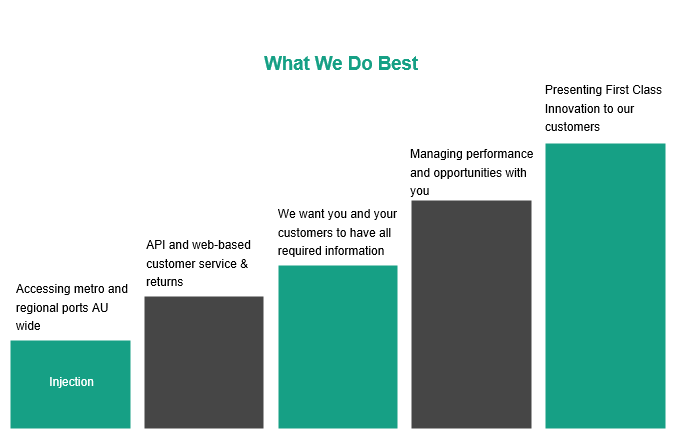 What We Do Best
Presenting First Class
Innovation to our
customers
Managing performance
and opportunities with
you
We want you and your
customers to have all
required information
API and web-based
customer service &
returns
Accessing metro and
regional ports AU
wide
Injection